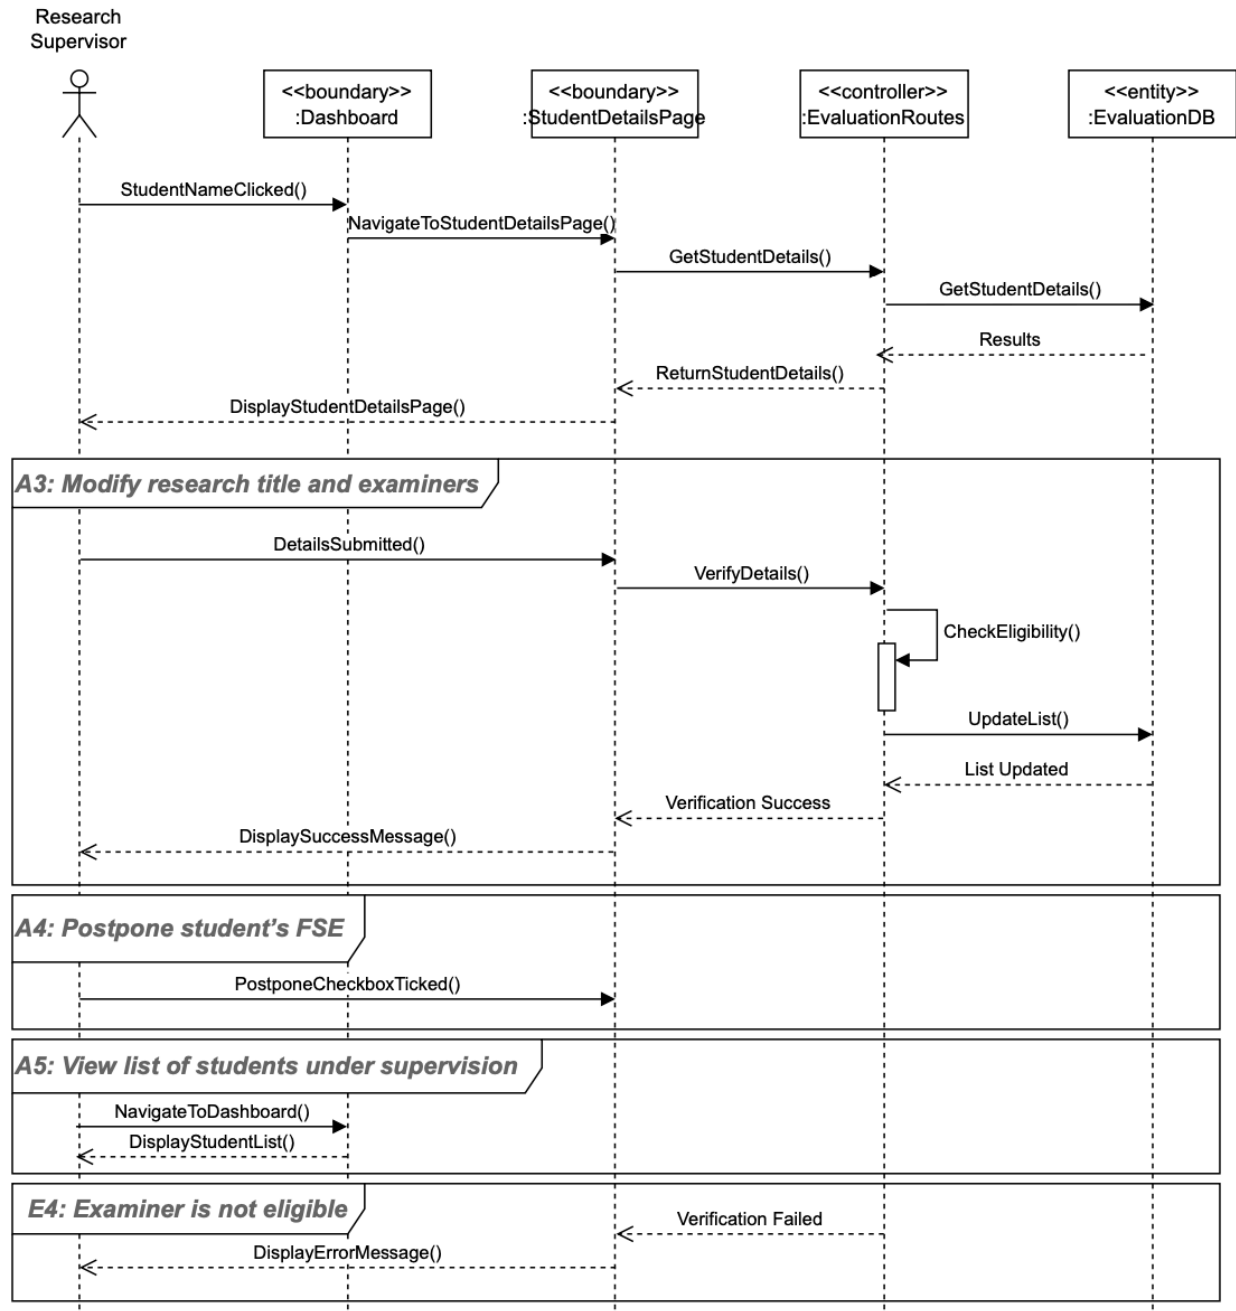 Research
Supervisor
<<boundary>>
:Dashboard
<<boundary>>
:StudentDetailsPage
<<controller>>
:EvaluationRoutes
<<entity>>
:EvaluationDB
StudentNameClicked()
NavigateToStudentDetailsPage()
GetStudentDetails()
GetStudentDetails()
Results
ReturnStudentDetails()
DisplayStudentDetailsPage()
A3: Modify research title and examiners
DetailsSubmitted()
VerifyDetails()
CheckEligibility()
UpdateList()
List Updated
Verification Success
DisplaySuccessMessage()
A4: Postpone student's FSE
PostponeCheckboxTicked()
A5: View list of students under supervision
NavigateToDashboard()
DisplayStudentList()
E4: Examiner is not eligible
Verification Failed
DisplayErrorMessage()